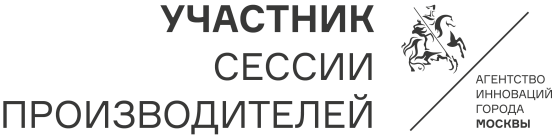 УЧАСТНИК
СЕССИИ
ПРОИЗВОДИТЕЛЕЙ
АГЕНТСТВО
ИННОВАЦИЙ
ГОРОДА
МОСКВЫ